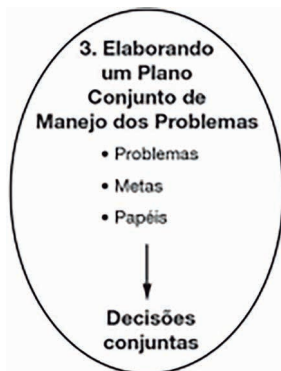 3. Elaborando
um Plano
Conjunto de
Manejo dos Problemas
• Problemas
• Metas
• Papéis
Decisões
conjuntas